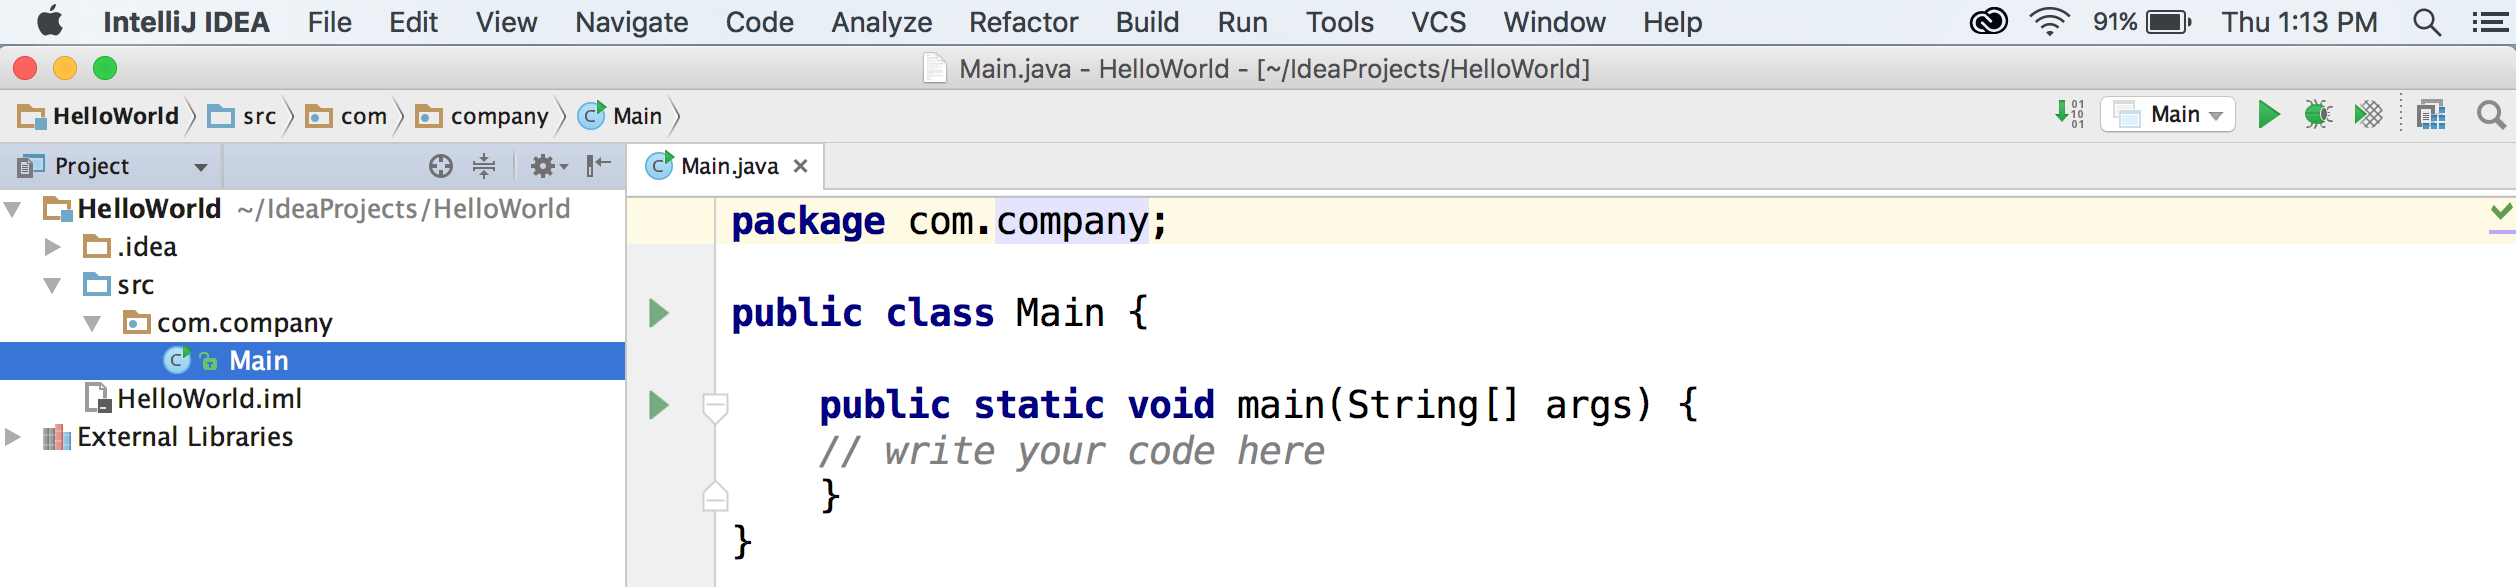 IntelliJ IDEA File Edit View Navigate Code Analyze Refactor Build Run Tools VCS Window Help 91% Thu 1:13 PM
Main.java - HelloWorld - [~/IdeaProjects/HelloWorld]
HelloWorld src com company C Main 01 10 01 Main
Project C Main.java
HelloWorld ~/IdeaProjects/HelloWorld
.idea
src
com.company
C Main
HelloWorld.iml
External Libraries
package com.company;
public class Main {
public static void main(String[] args) {
// write your code here
}
}